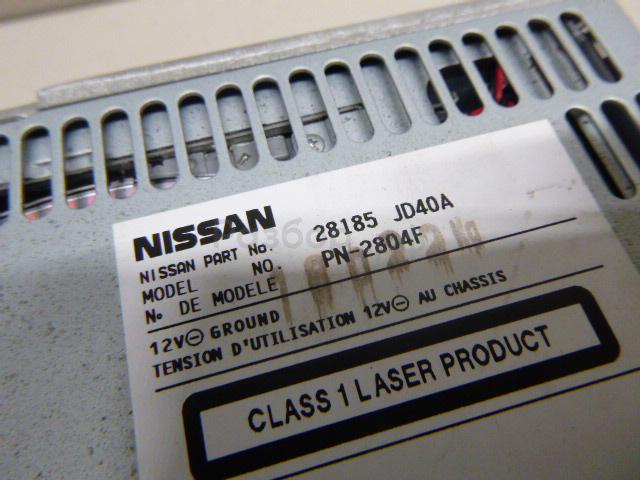 NISSAN
NISSAN PART No. 28185 JD40A
MODEL NO. PN-2804F
No DE MODELE
12V⊖ GROUND
TENSION D'UTILISATION 12V⊖ AU CHASSIS
CLASS 1 LASER PRODUCT